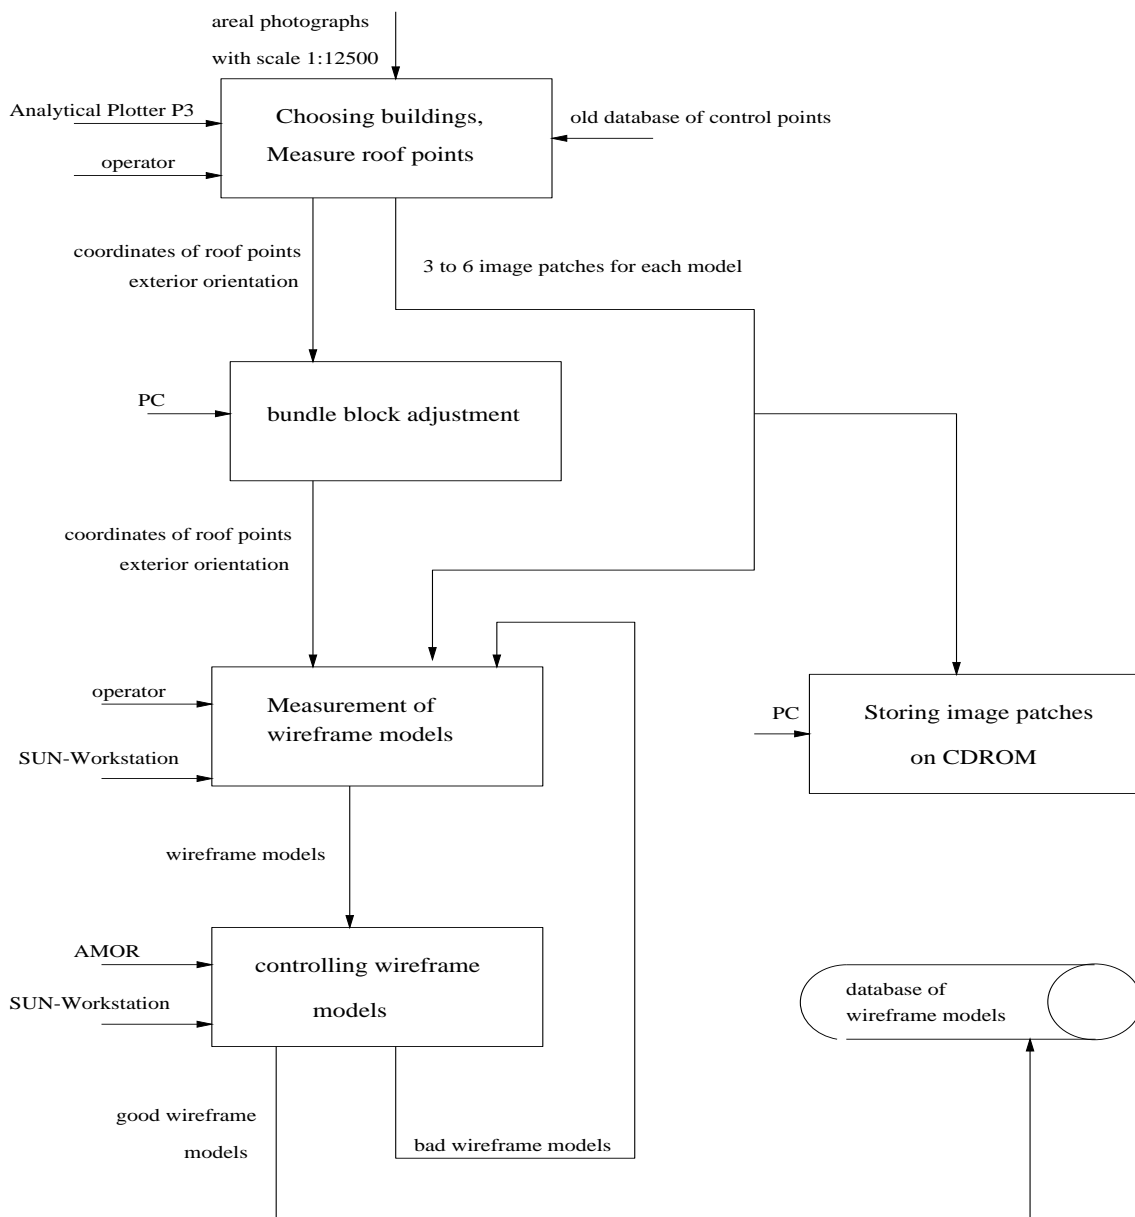 areal photographs
with scale 1:12500
Analytical Plotter P3
operator
Choosing buildings,
Measure roof points
old database of control points
coordinates of roof points
exterior orientation
3 to 6 image patches for each model
PC
bundle block adjustment
coordinates of roof points
exterior orientation
operator
SUN-Workstation
Measurement of
wireframe models
PC
Storing image patches
on CDROM
wireframe models
AMOR
SUN-Workstation
controlling wireframe
models
database of
wireframe models
good wireframe
models
bad wireframe models